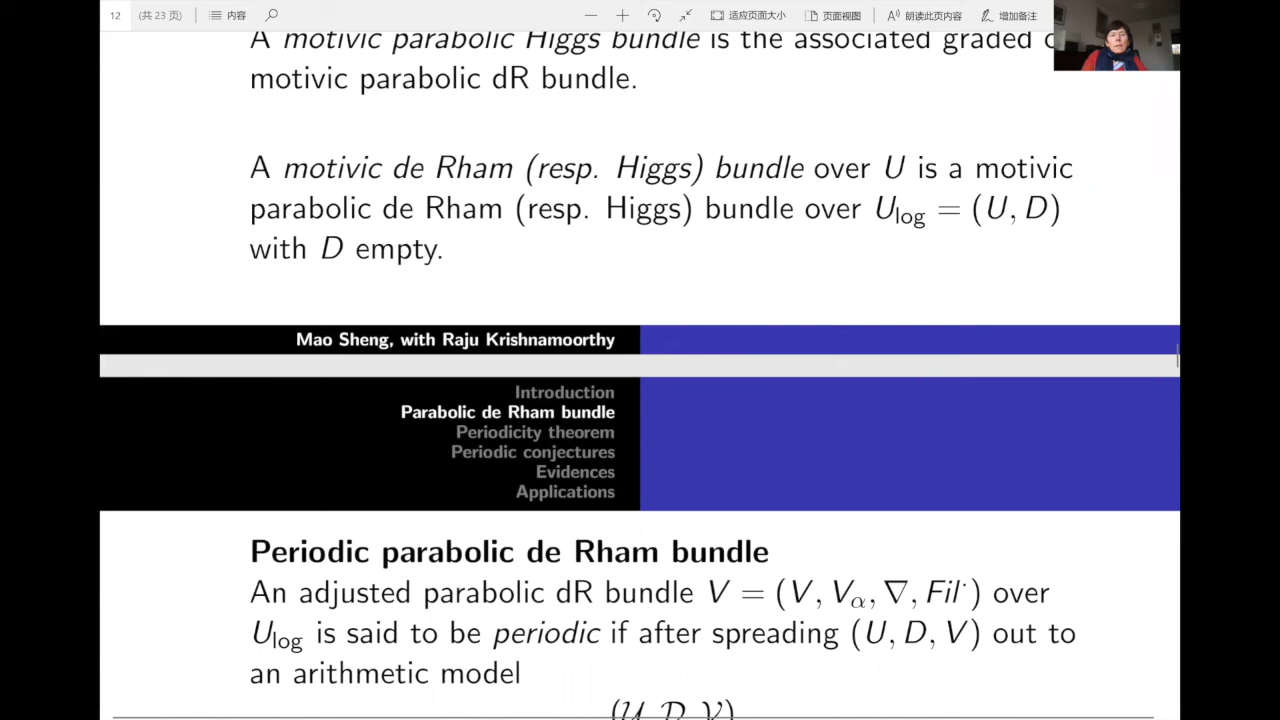 12 (共 23 页) 内容 适应页面大小 页面视图 朗读此页内容 增加备注
A motivic parabolic Higgs bundle is the associated graded
motivic parabolic dR bundle.
A motivic de Rham (resp. Higgs) bundle over U is a motivic
parabolic de Rham (resp. Higgs) bundle over U_log = (U, D)
with D empty.
Mao Sheng, with Raju Krishnamoorthy
Introduction
Parabolic de Rham bundle
Periodicity theorem
Periodic conjectures
Evidences
Applications
Periodic parabolic de Rham bundle
An adjusted parabolic dR bundle V = (V, V_α, ∇, Fil^·) over
U_log is said to be periodic if after spreading (U, D, V) out to
an arithmetic model
(𝒰, 𝒟, 𝒱)